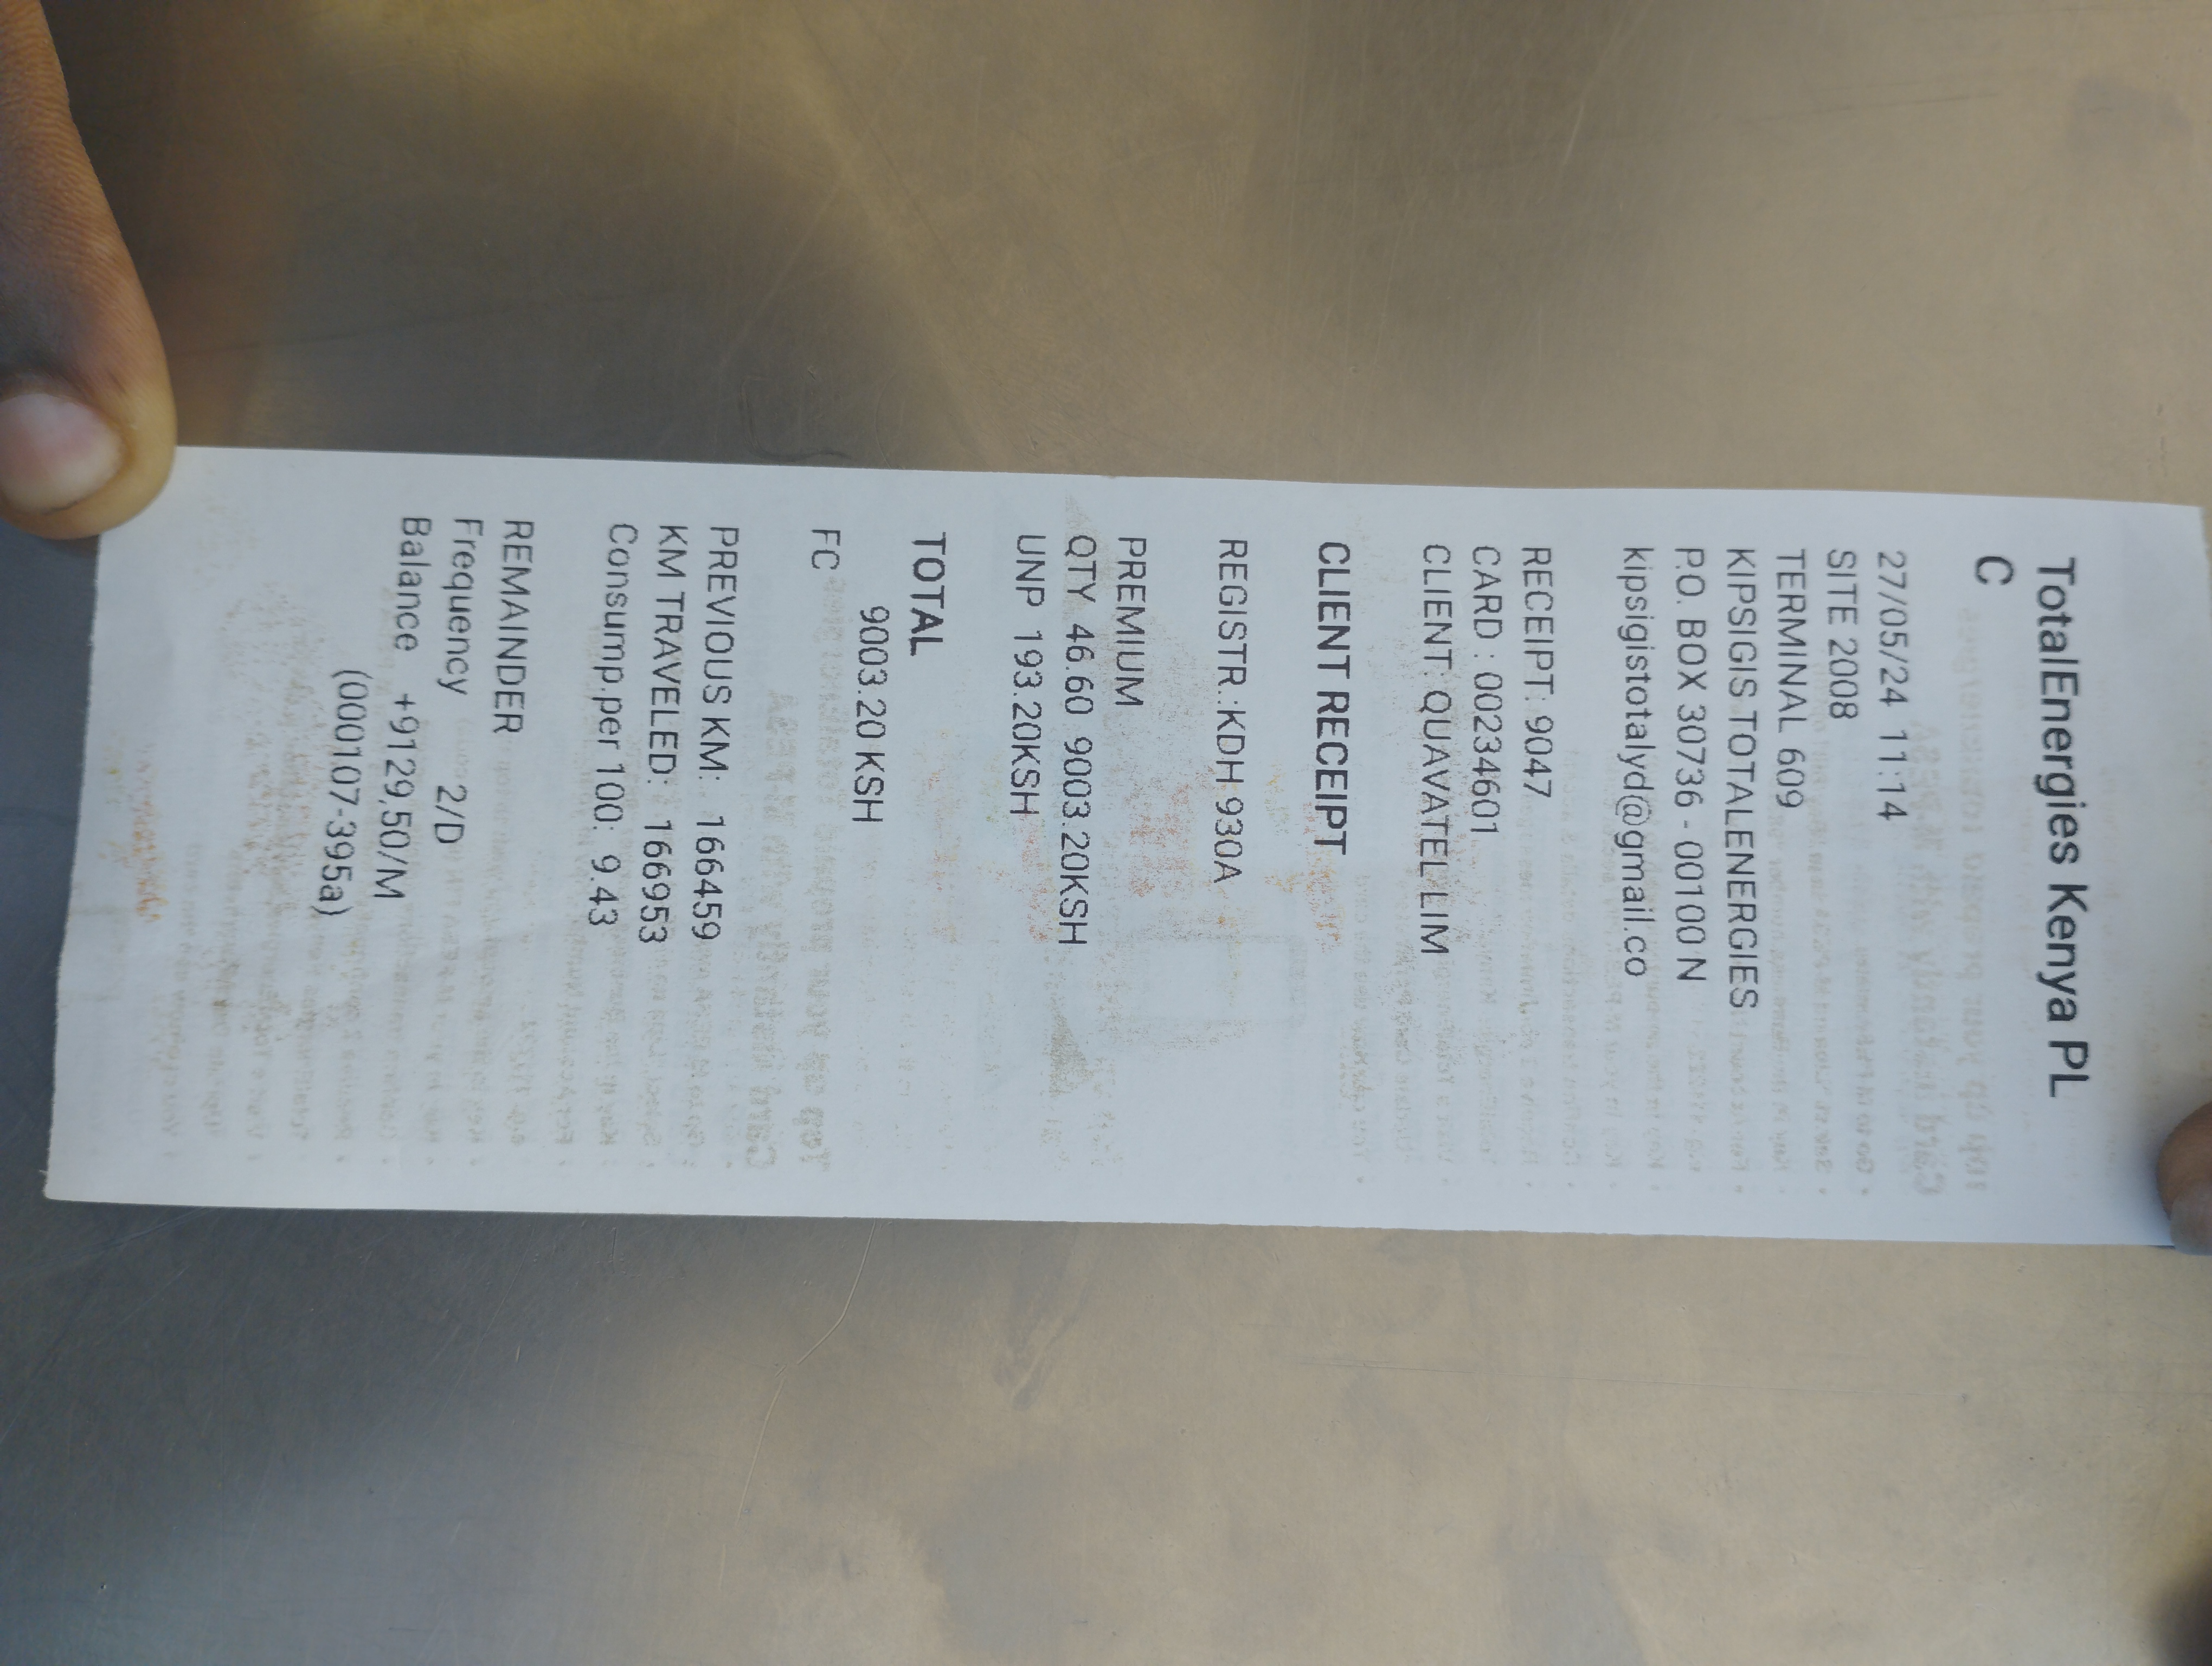 TotalEnergies Kenya PL
C
27/05/24 11:14
SITE 2008
TERMINAL 609
KIPSIGIS TOTALENERGIES
P.O. BOX 30736 - 00100 N
kipsigistotalyd@gmail.co
RECEIPT: 9047
CARD : 00234601
CLIENT: QUAVATEL LIM
CLIENT RECEIPT
REGISTR.:KDH 930A
PREMIUM
QTY 46.60 9003.20KSH
UNP 193.20KSH
TOTAL
9003.20 KSH
FC
PREVIOUS KM: 166459
KM TRAVELED: 166953
Consump.per 100: 9.43
REMAINDER
Frequency 2/D
Balance +9129,50/M
(000107-395a)